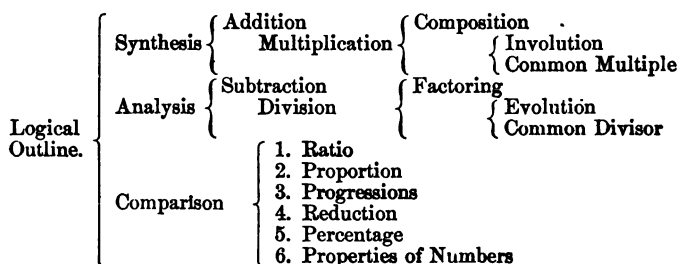 Addition Composition
Synthesis Multiplication Involution
Common Multiple
Subtraction Factoring
Analysis Division Evolution
Common Divisor
Logical
Outline.
1. Ratio
2. Proportion
3. Progressions
Comparison
4. Reduction
5. Percentage
6. Properties of Numbers